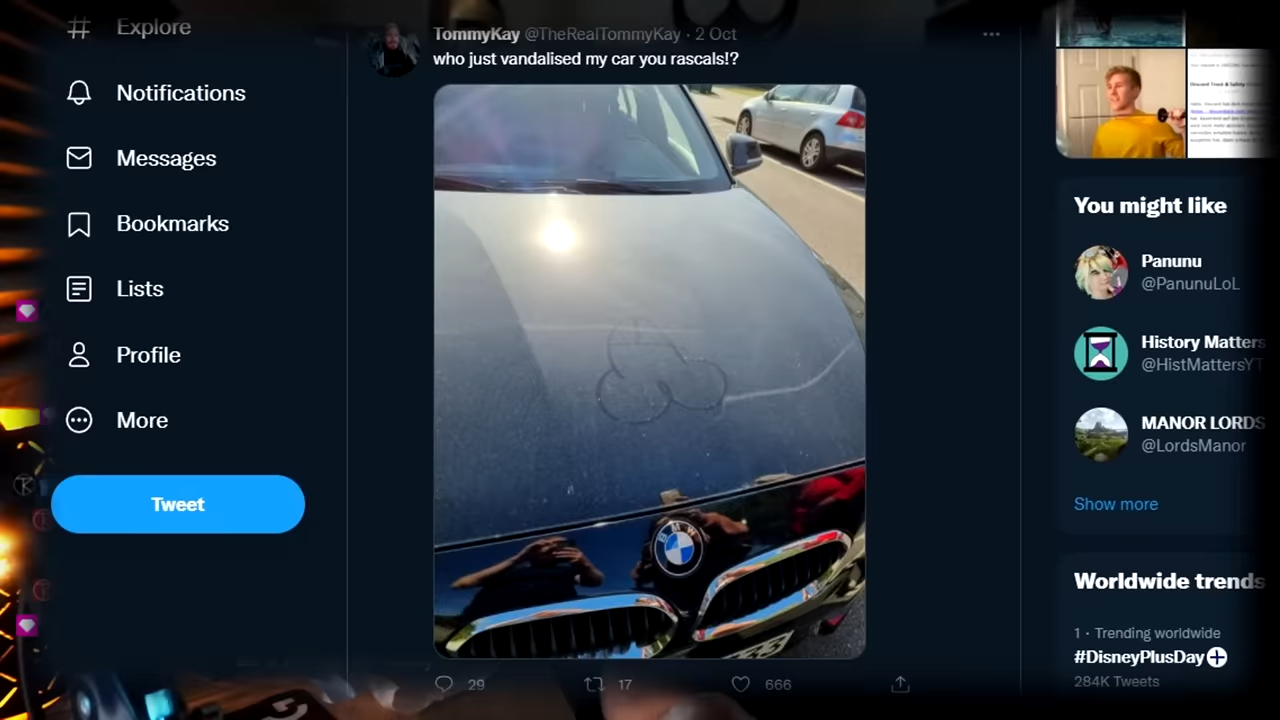 Explore
Notifications
Messages
Bookmarks
Lists
Profile
More
Tweet
TommyKay @TheRealTommyKay · 2 Oct
who just vandalised my car you rascals!?
BMW
29
17
666
You might like
Panunu
@PanunuLoL
History Matters
@HistMattersYT
MANOR LORDS
@LordsManor
Show more
Worldwide trends
1 · Trending worldwide
#DisneyPlusDay
284K Tweets